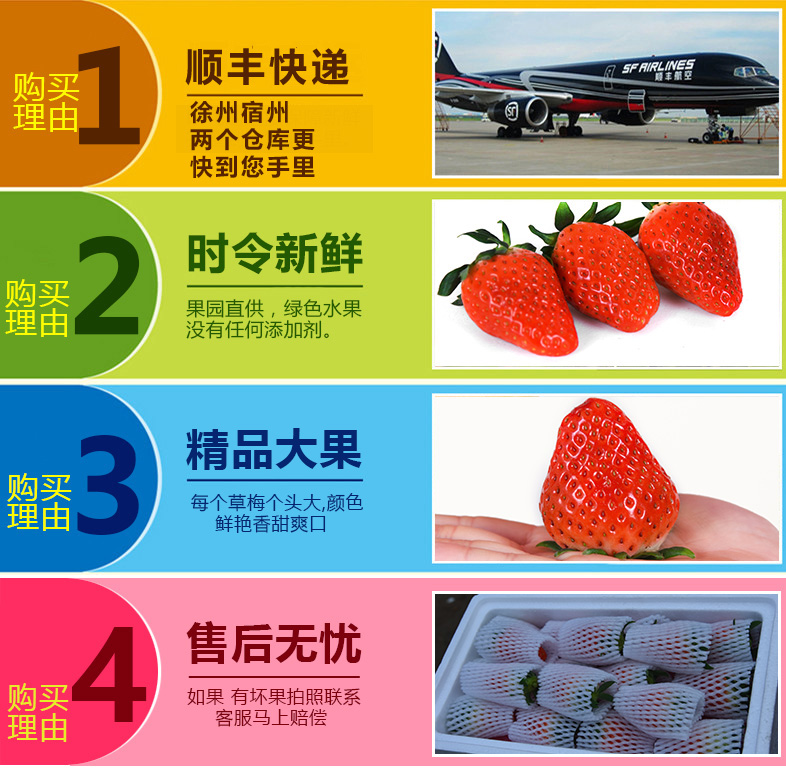 购买
理由
1
顺丰快递
徐州宿州
两个仓库更
快到您手里
SF AIRLINES
顺丰航空
SF
购买
理由
2
时令新鲜
果园直供，绿色水果
没有任何添加剂。
购买
理由
3
精品大果
每个草梅个头大,颜色
鲜艳香甜爽口
购买
理由
4
售后无忧
如果 有坏果拍照联系
客服马上赔偿